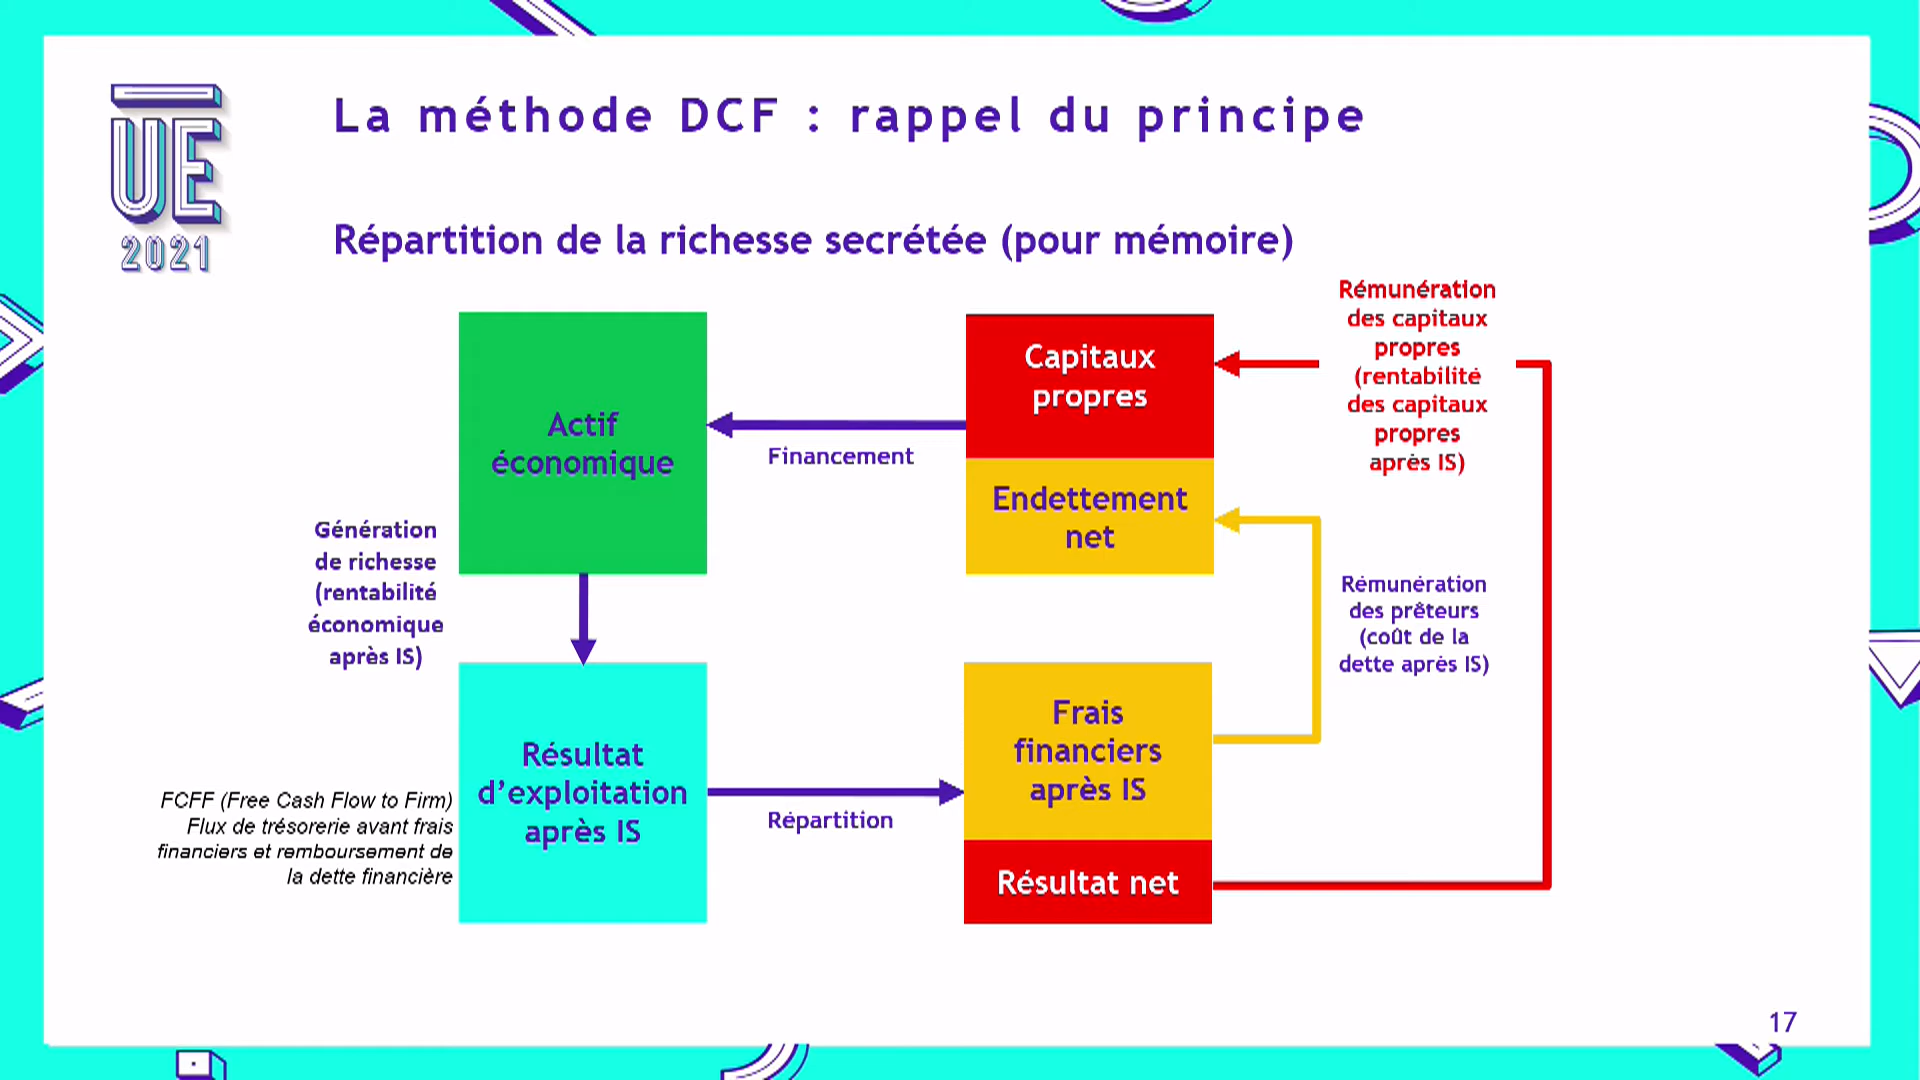 UE
2021
La méthode DCF : rappel du principe
Répartition de la richesse secrétée (pour mémoire)
Actif
économique
Financement
Capitaux
propres
Endettement
net
Rémunération
des capitaux
propres
(rentabilité
des capitaux
propres
après IS)
Génération
de richesse
(rentabilité
économique
après IS)
Rémunération
des prêteurs
(coût de la
dette après IS)
FCFF (Free Cash Flow to Firm)
Flux de trésorerie avant frais
financiers et remboursement de
la dette financière
Résultat
d'exploitation
après IS
Répartition
Frais
financiers
après IS
Résultat net
17